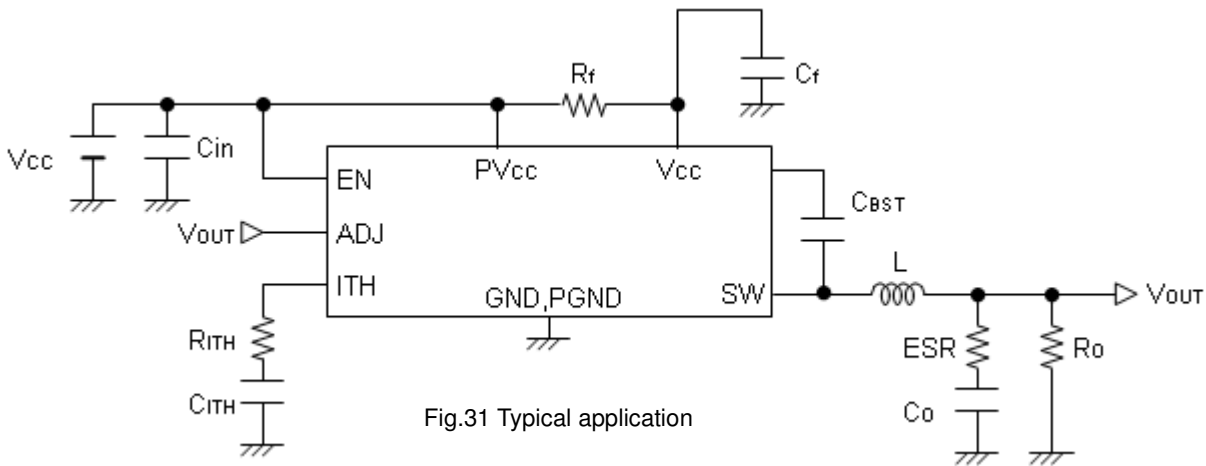 Rf
Cf
Vcc
Cin
EN
PVcc
Vcc
CBST
VOUT
ADJ
ITH
GND,PGND
SW
L
VOUT
RITH
CITH
ESR
Ro
Co
Fig.31 Typical application